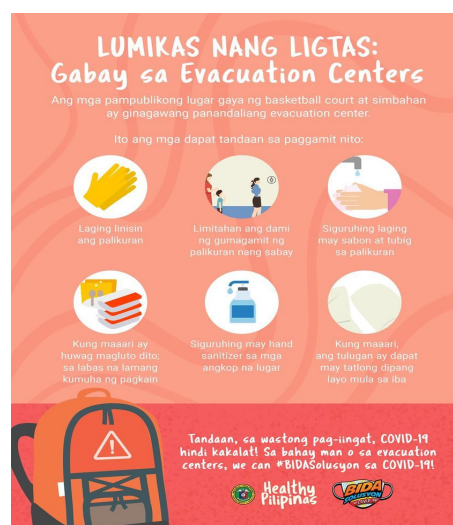 LUMIKAS NANG LIGTAS:
Gabay sa Evacuation Centers
Ang mga pampublikong lugar gaya ng basketball court at simbahan
ay ginagawang panandaliang evacuation center.
Ito ang mga dapat tandaan sa paggamit nito:
Laging linisin
ang palikuran
Limitahan ang dami
ng gumagamit ng
palikuran nang sabay
Siguruhing laging
may sabon at tubig
sa palikuran
Kung maaari ay
huwag magluto dito;
sa labas na lamang
kumuha ng pagkain
Siguruhing may hand
sanitizer sa mga
angkop na lugar
Kung maaari,
ang tulugan ay dapat
may tatlong dipang
layo mula sa iba
Tandaan, sa wastong pag-iingat, COVID-19
hindi kakalat! Sa bahay man o sa evacuation
centers, we can #BIDASolusyon sa COVID-19!
Healthy
Pilipinas
BIDA
SOLUSYON